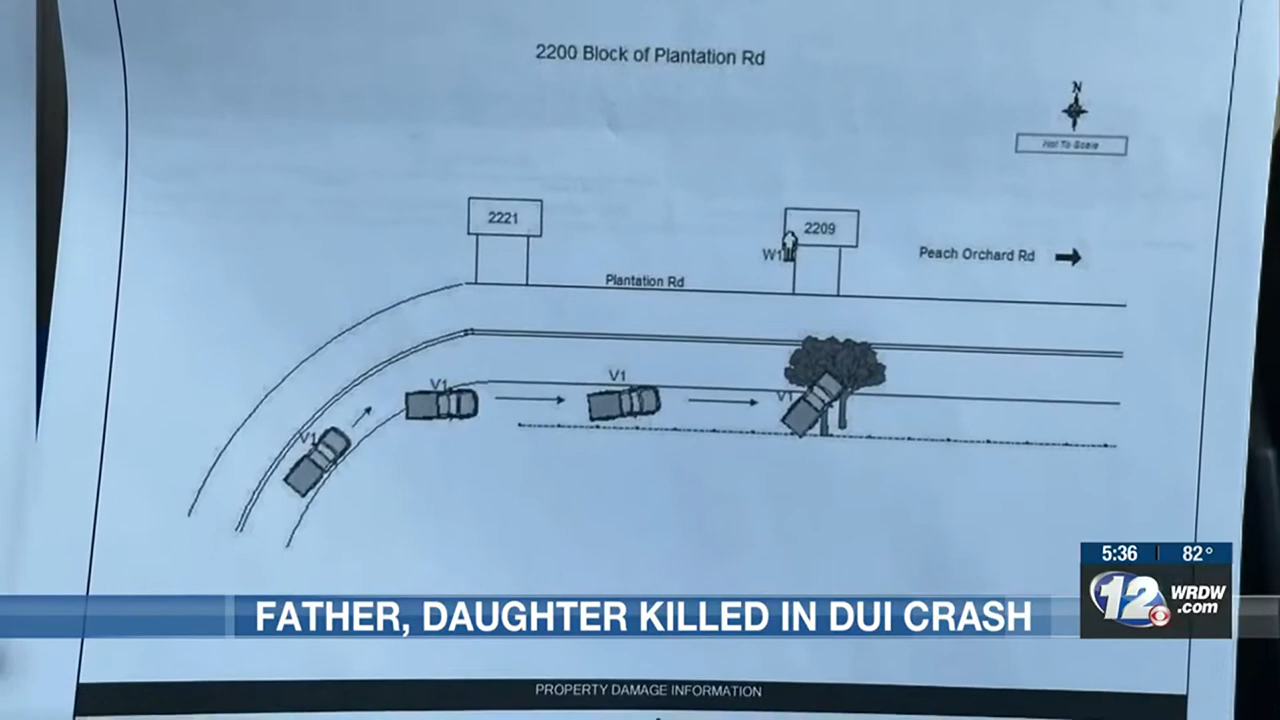 2200 Block of Plantation Rd
N
Not To Scale
2221
2209
W1
Peach Orchard Rd
Plantation Rd
V1
V1
V1
V1
5:36 82°
12 WRDW
.com
FATHER, DAUGHTER KILLED IN DUI CRASH
PROPERTY DAMAGE INFORMATION